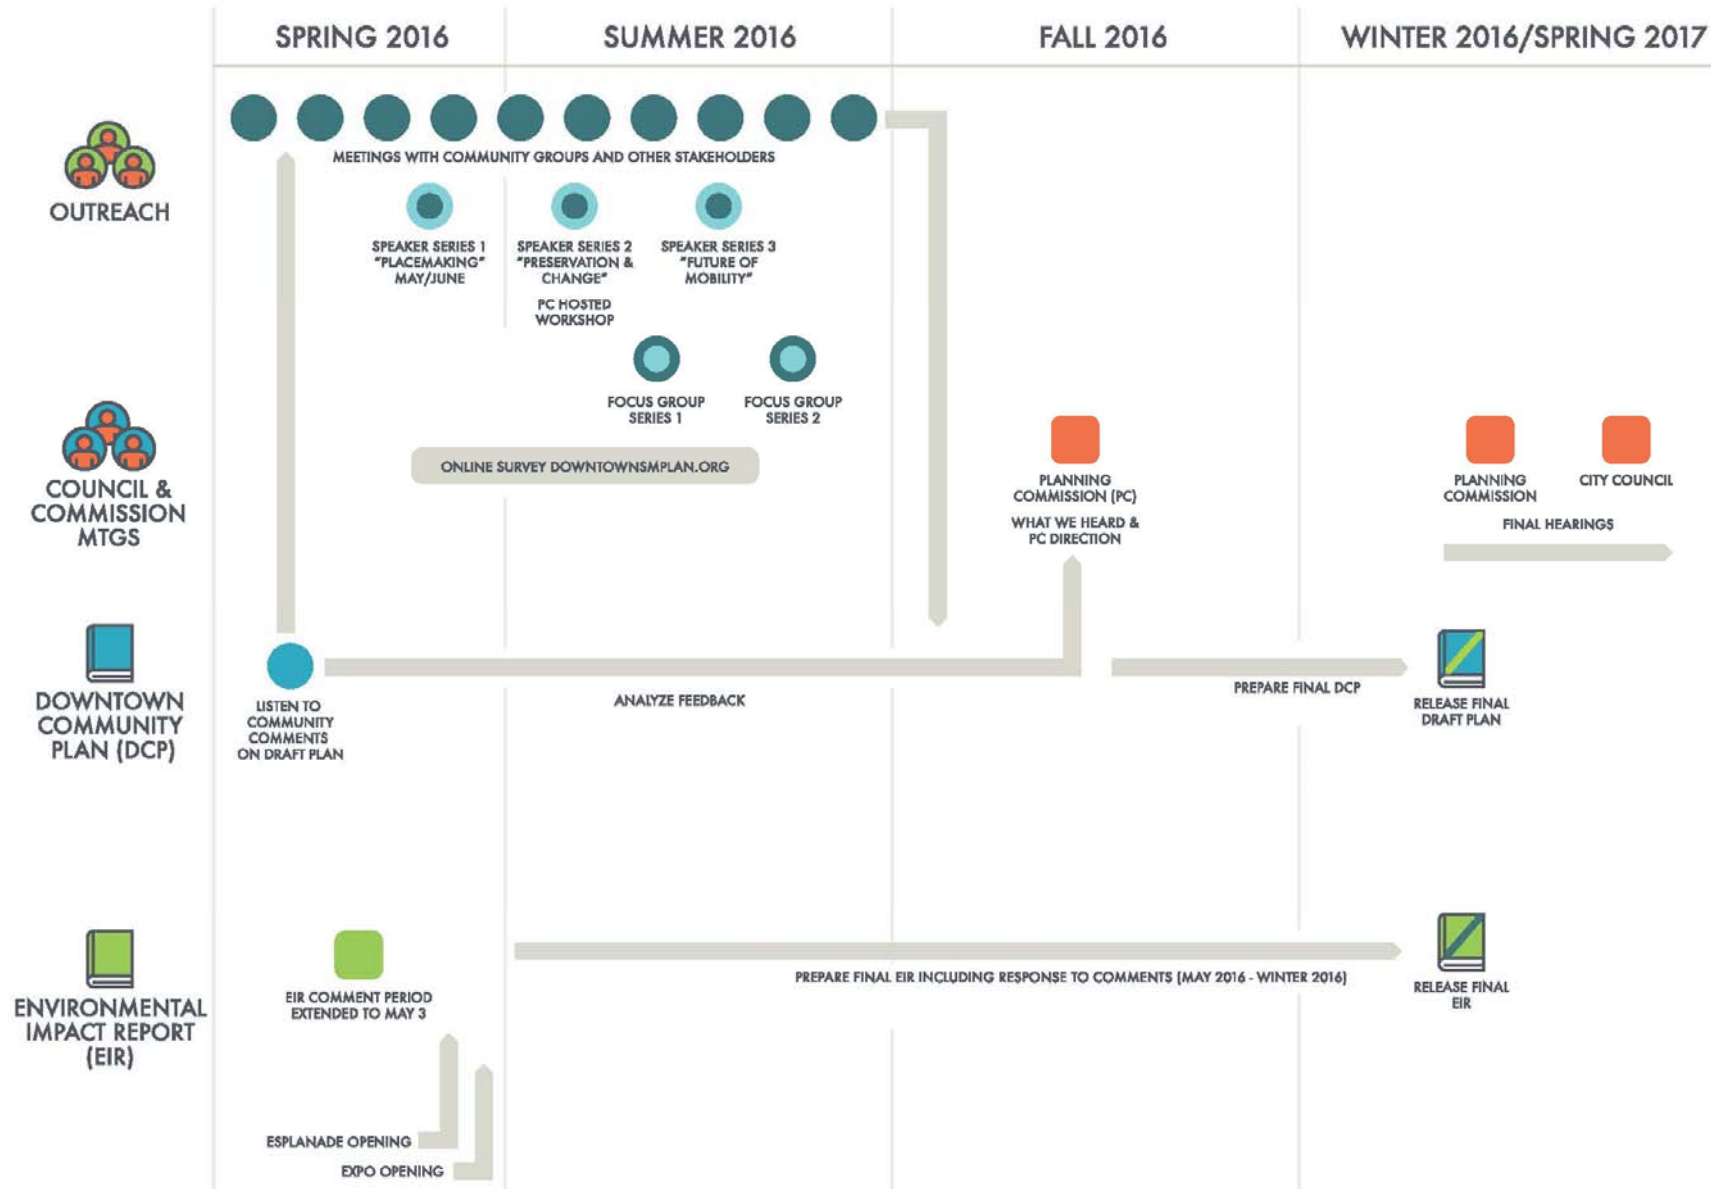 SPRING 2016
SUMMER 2016
FALL 2016
WINTER 2016/SPRING 2017
OUTREACH
MEETINGS WITH COMMUNITY GROUPS AND OTHER STAKEHOLDERS
SPEAKER SERIES 1
"PLACEMAKING"
MAY/JUNE
SPEAKER SERIES 2
"PRESERVATION &
CHANGE"
PC HOSTED
WORKSHOP
SPEAKER SERIES 3
"FUTURE OF
MOBILITY"
FOCUS GROUP
SERIES 1
FOCUS GROUP
SERIES 2
COUNCIL &
COMMISSION
MTGS
ONLINE SURVEY DOWNTOWNSMPLAN.ORG
PLANNING
COMMISSION (PC)
WHAT WE HEARD &
PC DIRECTION
PLANNING
COMMISSION
CITY COUNCIL
FINAL HEARINGS
DOWNTOWN
COMMUNITY
PLAN (DCP)
LISTEN TO
COMMUNITY
COMMENTS
ON DRAFT PLAN
ANALYZE FEEDBACK
PREPARE FINAL DCP
RELEASE FINAL
DRAFT PLAN
ENVIRONMENTAL
IMPACT REPORT
(EIR)
EIR COMMENT PERIOD
EXTENDED TO MAY 3
PREPARE FINAL EIR INCLUDING RESPONSE TO COMMENTS (MAY 2016 - WINTER 2016)
RELEASE FINAL
EIR
ESPLANADE OPENING
EXPO OPENING